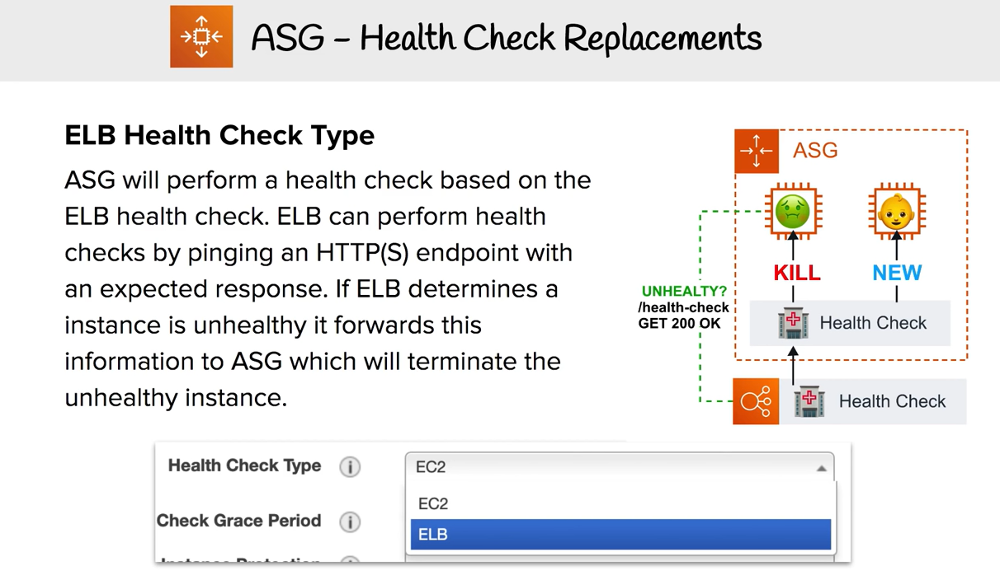 ASG – Health Check Replacements
ELB Health Check Type
ASG will perform a health check based on the
ELB health check. ELB can perform health
checks by pinging an HTTP(S) endpoint with
an expected response. If ELB determines a
instance is unhealthy it forwards this
information to ASG which will terminate the
unhealthy instance.
ASG
KILL
NEW
UNHEALTY?
/health-check
GET 200 OK
Health Check
Health Check
Health Check Type
EC2
EC2
Check Grace Period
ELB
Instance Protection